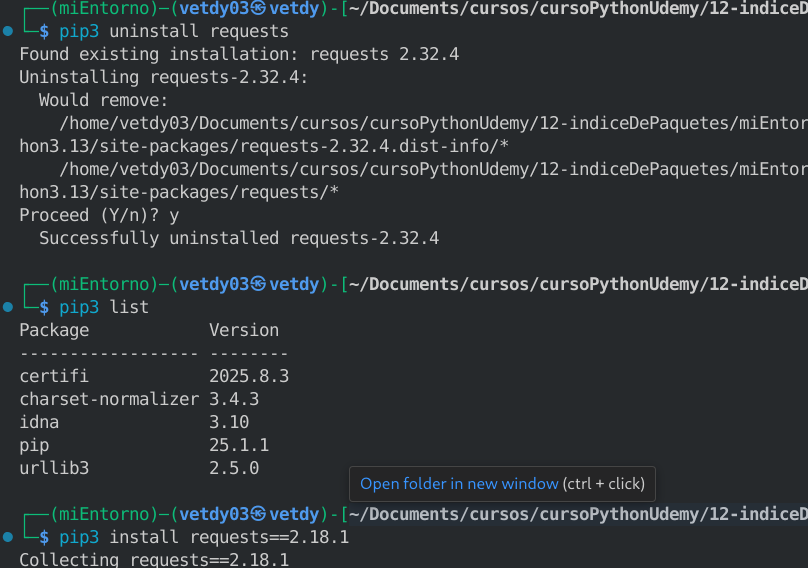 ┌──(miEntorno)─(vetdy03㉿vetdy)-[~/Documents/cursos/cursoPythonUdemy/12-indiceD
└─$ pip3 uninstall requests
Found existing installation: requests 2.32.4
Uninstalling requests-2.32.4:
  Would remove:
    /home/vetdy03/Documents/cursos/cursoPythonUdemy/12-indiceDePaquetes/miEntor
hon3.13/site-packages/requests-2.32.4.dist-info/*
    /home/vetdy03/Documents/cursos/cursoPythonUdemy/12-indiceDePaquetes/miEntor
hon3.13/site-packages/requests/*
Proceed (Y/n)? y
  Successfully uninstalled requests-2.32.4
┌──(miEntorno)─(vetdy03㉿vetdy)-[~/Documents/cursos/cursoPythonUdemy/12-indiceD
└─$ pip3 list
Package            Version
------------------ --------
certifi            2025.8.3
charset-normalizer 3.4.3
idna               3.10
pip                25.1.1
urllib3            2.5.0
Open folder in new window (ctrl + click)
┌──(miEntorno)─(vetdy03㉿vetdy)-[~/Documents/cursos/cursoPythonUdemy/12-indiceD
└─$ pip3 install requests==2.18.1
Collecting requests==2.18.1